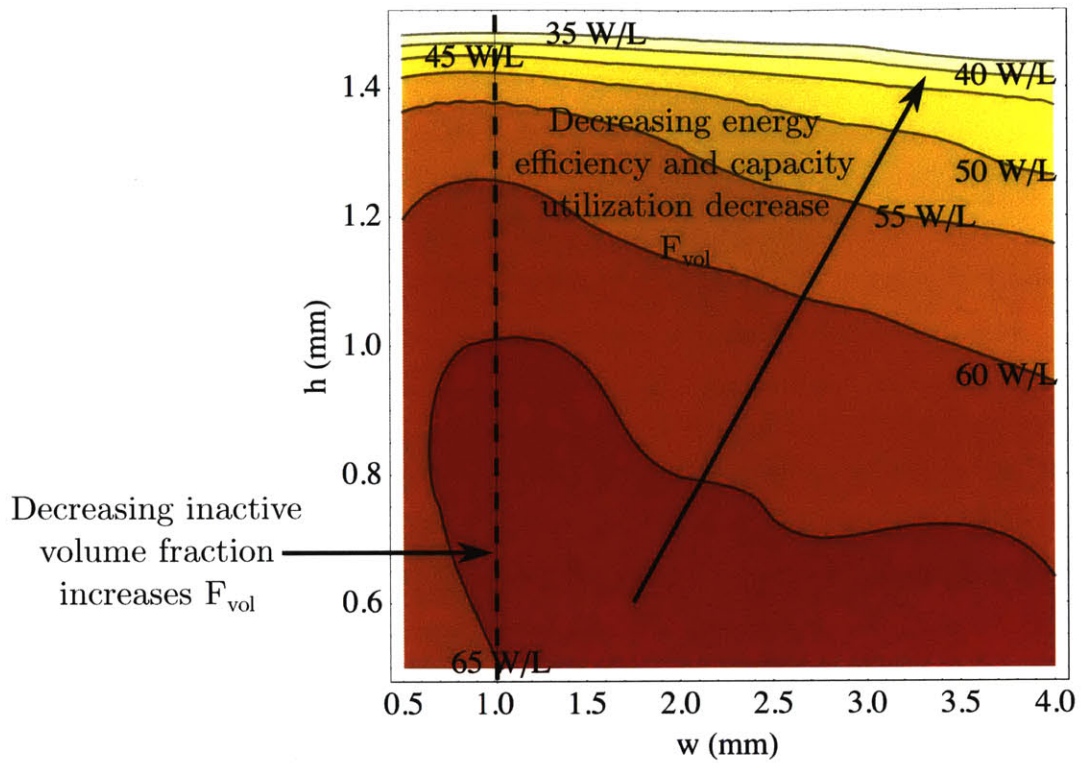 35 W/L
45 W/L
40 W/L
1.4
Decreasing energy
efficiency and capacity
utilization decrease
F_vol
50 W/L
55 W/L
1.2
h (mm)
1.0
60 W/L
0.8
Decreasing inactive
volume fraction
increases F_vol
0.6
65 W/L
0.5 1.0 1.5 2.0 2.5 3.0 3.5 4.0
w (mm)